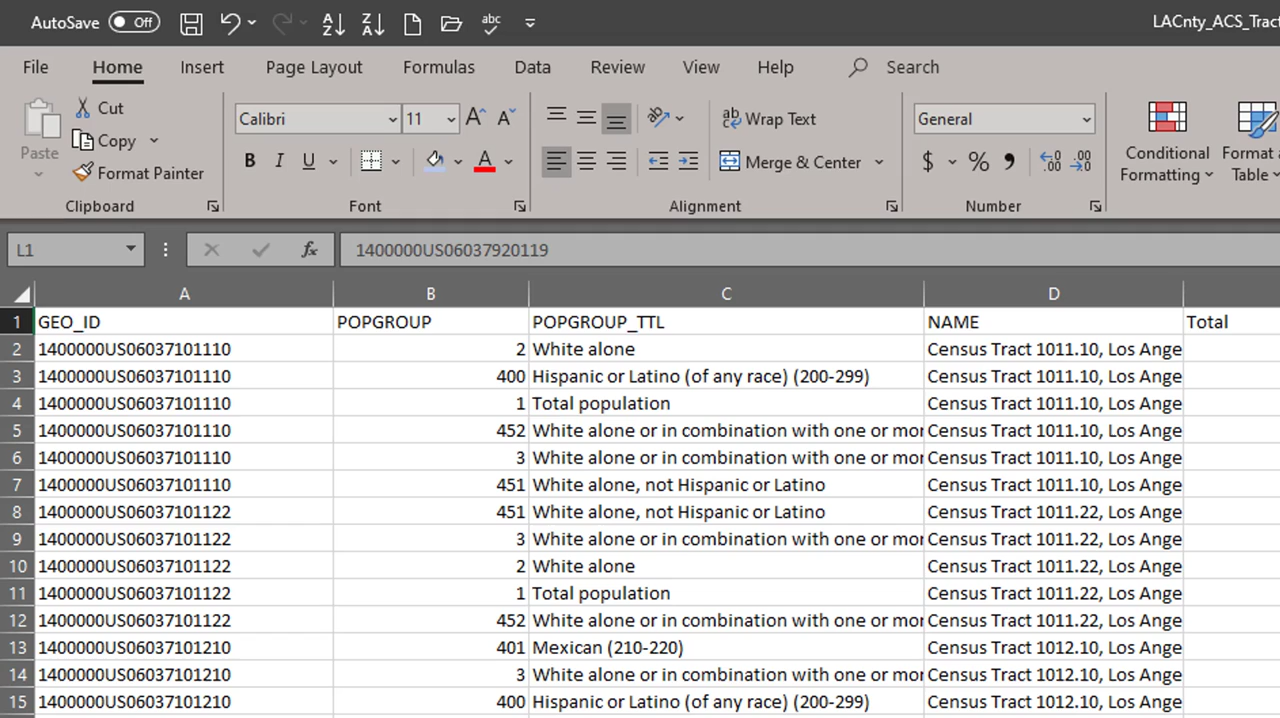 AutoSave Off abc LACnty_ACS_Tract
File Home Insert Page Layout Formulas Data Review View Help Search
Cut
Copy
Paste
Format Painter
Clipboard
Calibri 11
B I U A
Font
ab Wrap Text
Merge & Center
Alignment
General
$ % , .00 .00
Number
Conditional Formatting
Format a
Table
L1 fx 1400000US06037920119
A B C D
1 GEO_ID POPGROUP POPGROUP_TTL NAME Total
2 1400000US06037101110 2 White alone Census Tract 1011.10, Los Ange
3 1400000US06037101110 400 Hispanic or Latino (of any race) (200-299) Census Tract 1011.10, Los Ange
4 1400000US06037101110 1 Total population Census Tract 1011.10, Los Ange
5 1400000US06037101110 452 White alone or in combination with one or mor Census Tract 1011.10, Los Ange
6 1400000US06037101110 3 White alone or in combination with one or mor Census Tract 1011.10, Los Ange
7 1400000US06037101110 451 White alone, not Hispanic or Latino Census Tract 1011.10, Los Ange
8 1400000US06037101122 451 White alone, not Hispanic or Latino Census Tract 1011.22, Los Ange
9 1400000US06037101122 3 White alone or in combination with one or mor Census Tract 1011.22, Los Ange
10 1400000US06037101122 2 White alone Census Tract 1011.22, Los Ange
11 1400000US06037101122 1 Total population Census Tract 1011.22, Los Ange
12 1400000US06037101122 452 White alone or in combination with one or mor Census Tract 1011.22, Los Ange
13 1400000US06037101210 401 Mexican (210-220) Census Tract 1012.10, Los Ange
14 1400000US06037101210 3 White alone or in combination with one or mor Census Tract 1012.10, Los Ange
15 1400000US06037101210 400 Hispanic or Latino (of any race) (200-299) Census Tract 1012.10, Los Ange